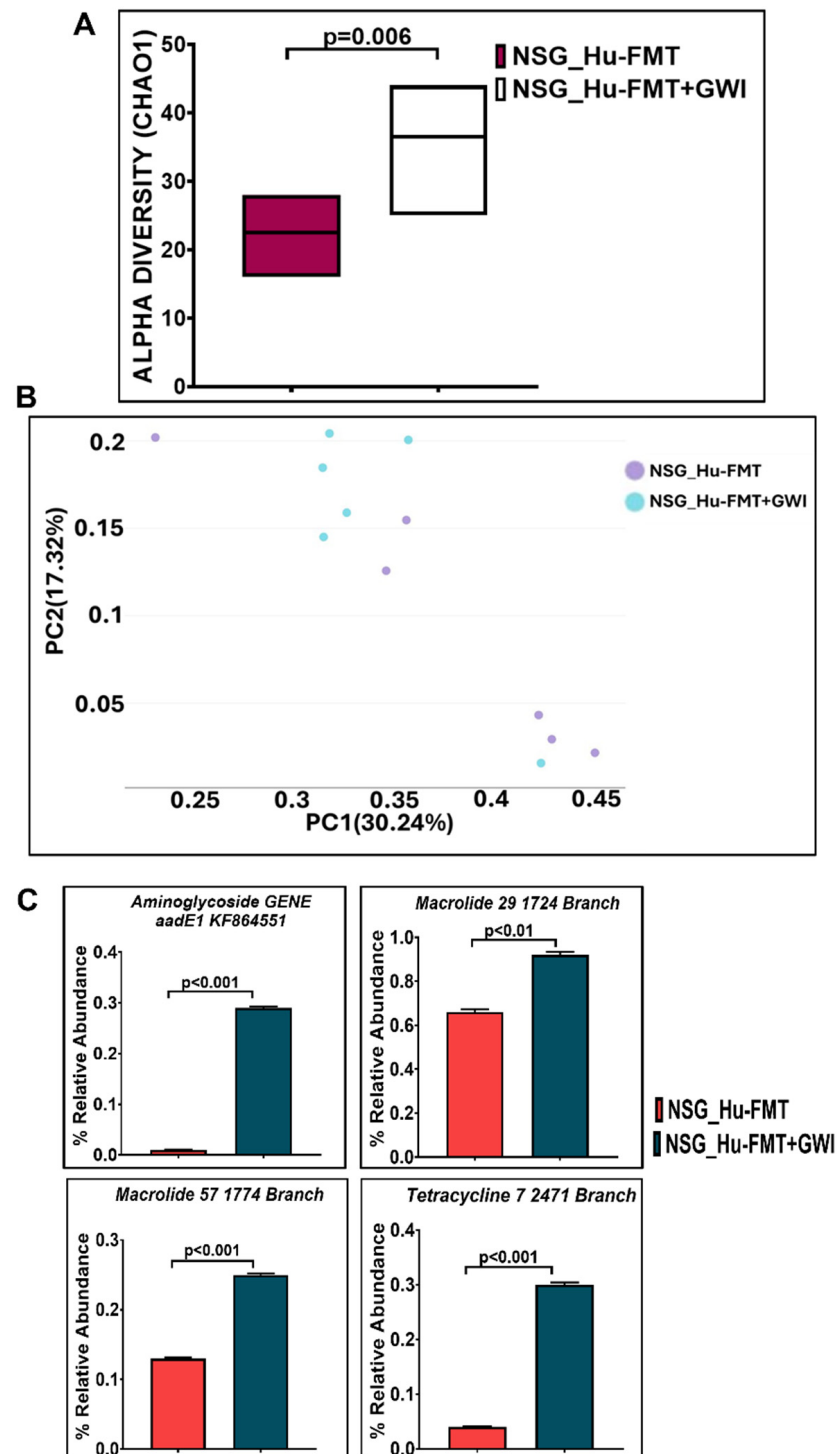 A
ALPHA DIVERSITY (CHAO1)
50
40
30
20
10
0
p=0.006
NSG_Hu-FMT
NSG_Hu-FMT+GWI
B
PC2(17.32%)
0.2
0.15
0.1
0.05
0.25 0.3 0.35 0.4 0.45
PC1(30.24%)
NSG_Hu-FMT
NSG_Hu-FMT+GWI
C
Aminoglycoside GENE
aadE1 KF864551
% Relative Abundance
0.4
0.3
0.2
0.1
0.0
p<0.001
Macrolide 29 1724 Branch
% Relative Abundance
1.0
0.8
0.6
0.4
0.2
0.0
p<0.01
NSG_Hu-FMT
NSG_Hu-FMT+GWI
Macrolide 57 1774 Branch
% Relative Abundance
0.3
0.2
0.1
0.0
p<0.001
Tetracycline 7 2471 Branch
% Relative Abundance
0.4
0.3
0.2
0.1
0.0
p<0.001